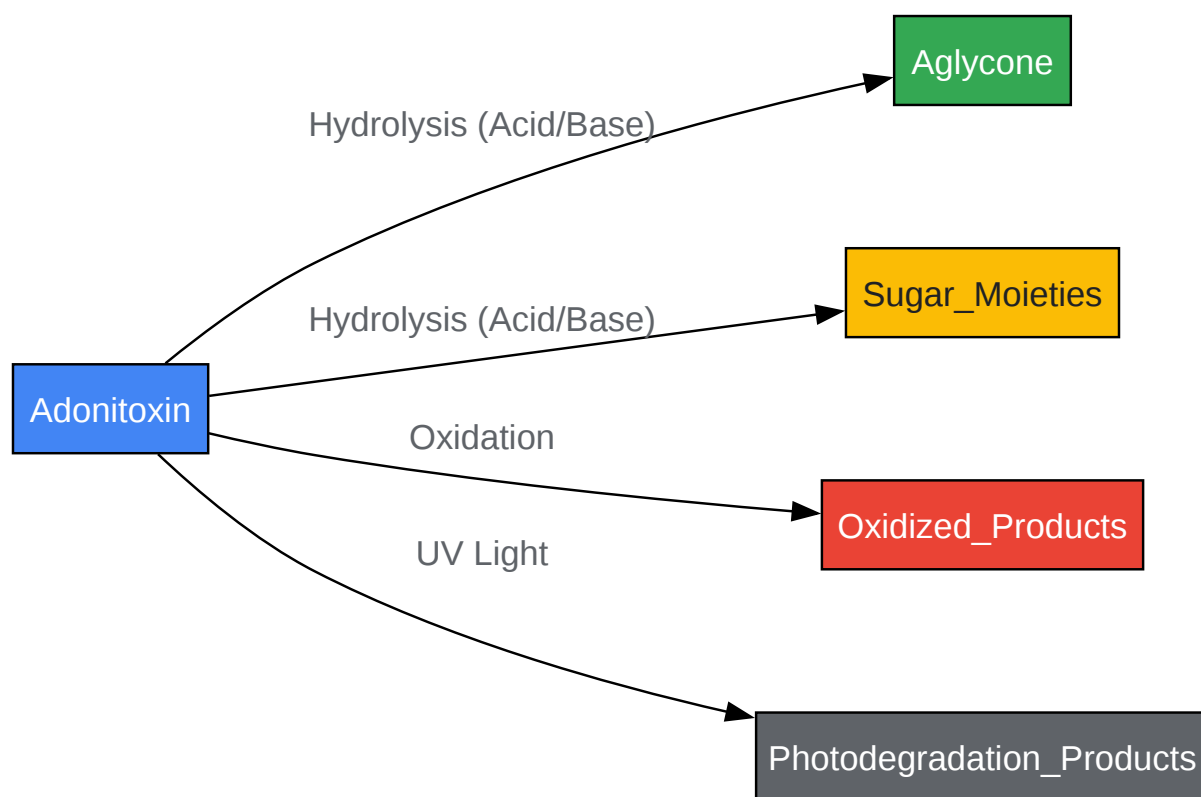 Aglycone
Hydrolysis (Acid/Base)
Sugar_Moieties
Hydrolysis (Acid/Base)
Adonitoxin
Oxidation
Oxidized_Products
UV Light
Photodegradation_Products